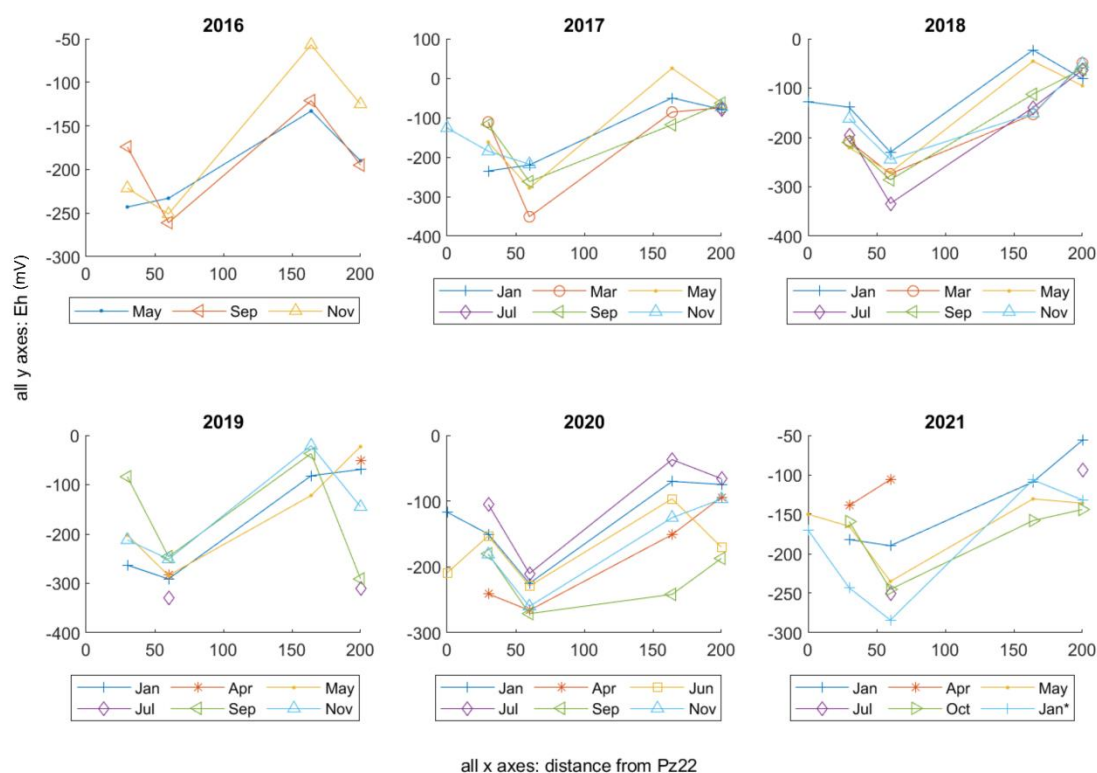 2016
2017
2018
-50
-100
-150
-200
-250
-300
0 50 100 150 200
100
0
-100
-200
-300
-400
0 50 100 150 200
0
-100
-200
-300
-400
0 50 100 150 200
May Sep Nov
Jan Mar May
Jul Sep Nov
Jan Mar May
Jul Sep Nov
all y axes: Eh (mV)
2019
2020
2021
0
-100
-200
-300
-400
0 50 100 150 200
0
-100
-200
-300
0 50 100 150 200
-50
-100
-150
-200
-250
-300
0 50 100 150 200
Jan Apr May
Jul Sep Nov
Jan Apr Jun
Jul Sep Nov
Jan Apr May
Jul Oct Jan*
all x axes: distance from Pz22